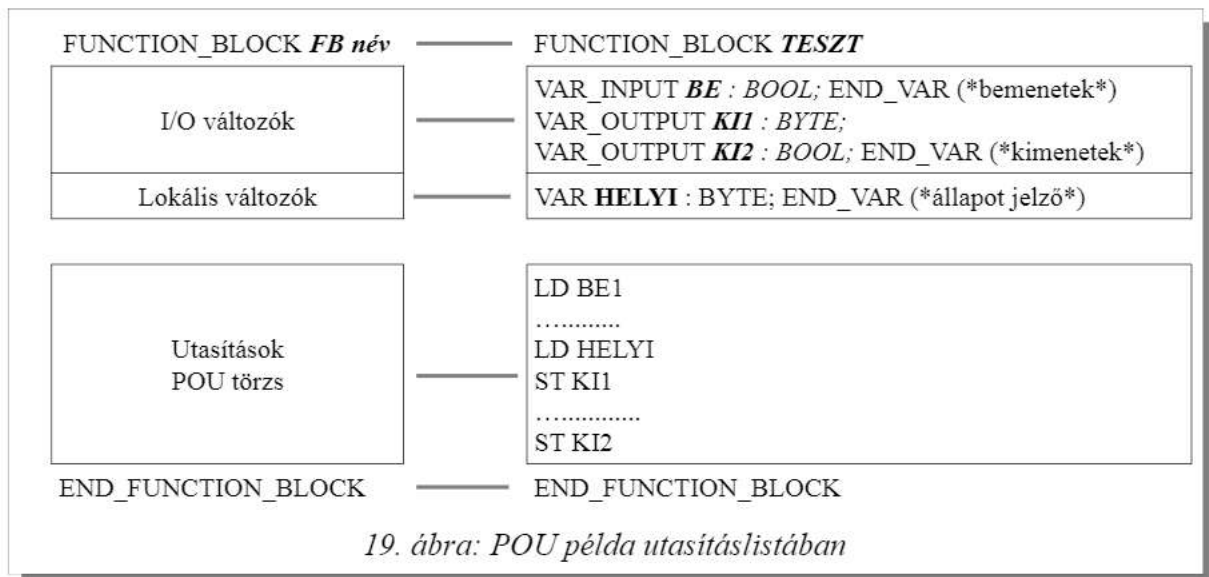 FUNCTION_BLOCK FB név FUNCTION_BLOCK TESZT
I/O változók
VAR_INPUT BE : BOOL; END_VAR (*bemenetek*)
VAR_OUTPUT KI1 : BYTE;
VAR_OUTPUT KI2 : BOOL; END_VAR (*kimenetek*)
Lokális változók
VAR HELYI : BYTE; END_VAR (*állapot jelző*)
Utasítások
POU törzs
LD BE1
….........
LD HELYI
ST KI1
…............
ST KI2
END_FUNCTION_BLOCK END_FUNCTION_BLOCK
19. ábra: POU példa utasításlistában